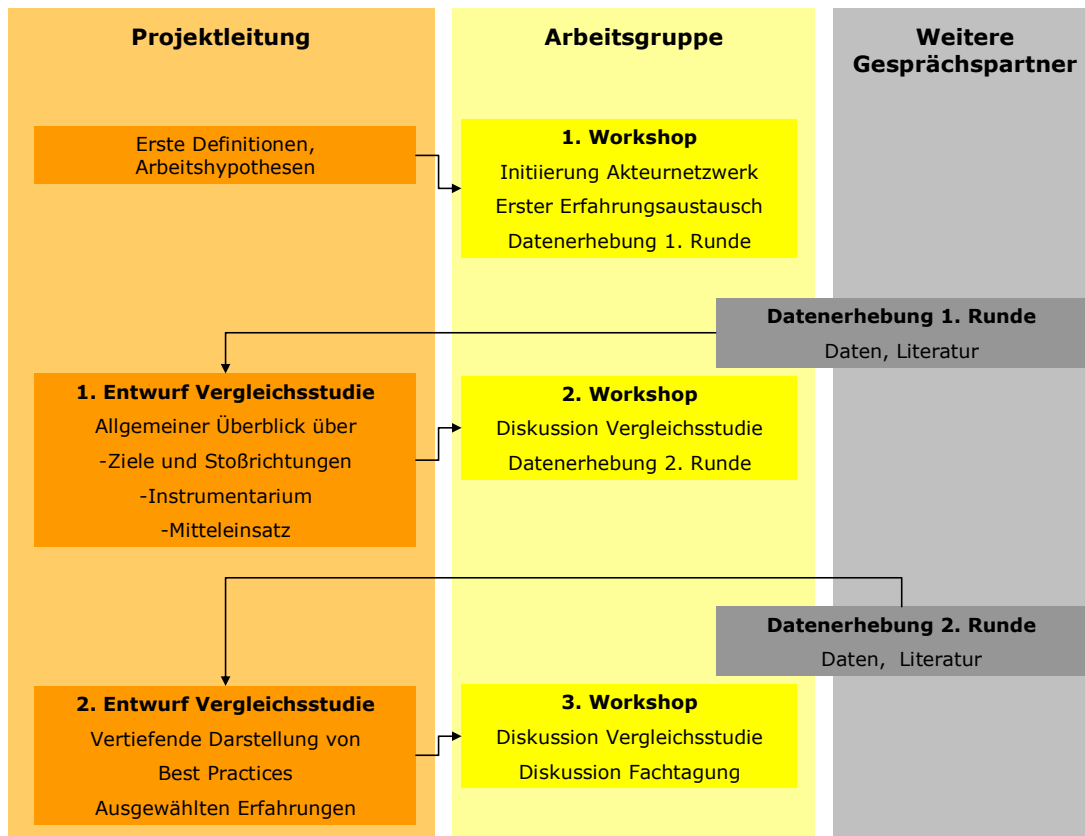 Projektleitung
Arbeitsgruppe
Weitere
Gesprächspartner
Erste Definitionen,
Arbeitshypothesen
1. Workshop
Initiierung Akteurnetzwerk
Erster Erfahrungsaustausch
Datenerhebung 1. Runde
Datenerhebung 1. Runde
Daten, Literatur
1. Entwurf Vergleichsstudie
Allgemeiner Überblick über
-Ziele und Stoßrichtungen
-Instrumentarium
-Mitteleinsatz
2. Workshop
Diskussion Vergleichsstudie
Datenerhebung 2. Runde
Datenerhebung 2. Runde
Daten, Literatur
2. Entwurf Vergleichsstudie
Vertiefende Darstellung von
Best Practices
Ausgewählten Erfahrungen
3. Workshop
Diskussion Vergleichsstudie
Diskussion Fachtagung